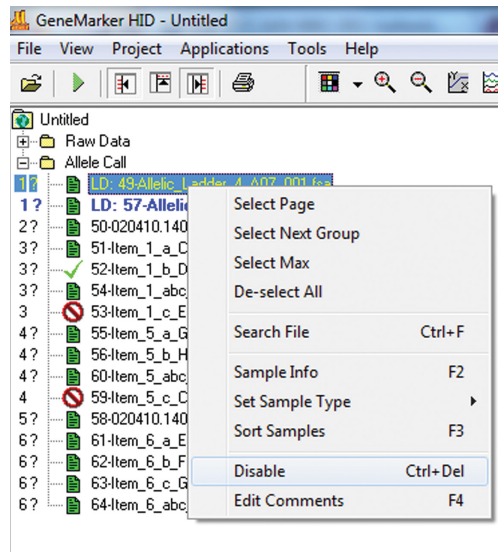 GeneMarker HID - Untitled
File View Project Applications Tools Help
Untitled
Raw Data
Allele Call
1? LD: 49-Allelic_Ladder_4_A07_001.fsa
1? LD: 57-Alleli
2? 50-020410.140
3? 51-Item_1_a_C
3? 52-Item_1_b_D
3? 54-Item_1_abc_
3 53-Item_1_c_E
4? 55-Item_5_a_G
4? 56-Item_5_b_H
4? 60-Item_5_abc_
4 59-Item_5_c_C
5? 58-020410.140
6? 61-Item_6_a_E
6? 62-Item_6_b_F
6? 63-Item_6_c_G
6? 64-Item_6_abc_
Select Page
Select Next Group
Select Max
De-select All
Search File Ctrl+F
Sample Info F2
Set Sample Type
Sort Samples F3
Disable Ctrl+Del
Edit Comments F4